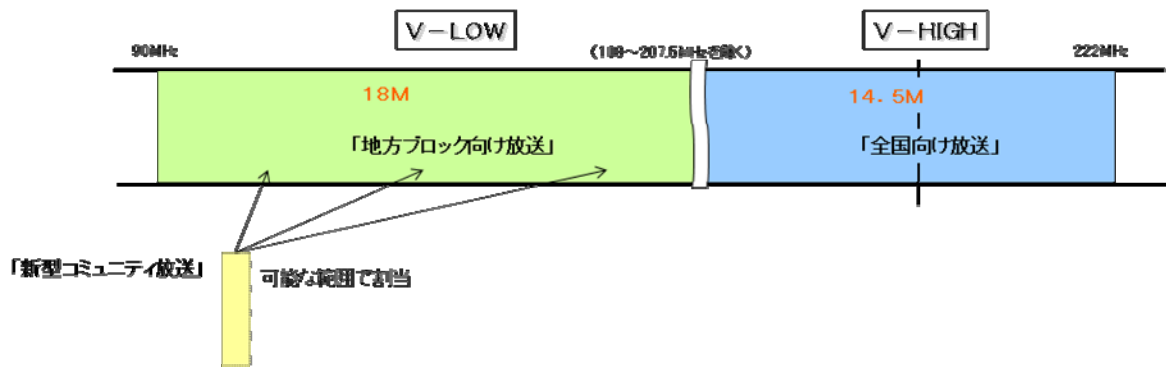 V－LOW
V－HIGH
90MHz
（108～207.5MHzを除く）
222MHz
18M
14．5M
「地方ブロック向け放送」
「全国向け放送」
「新型コミュニティ放送」
可能な範囲で割当